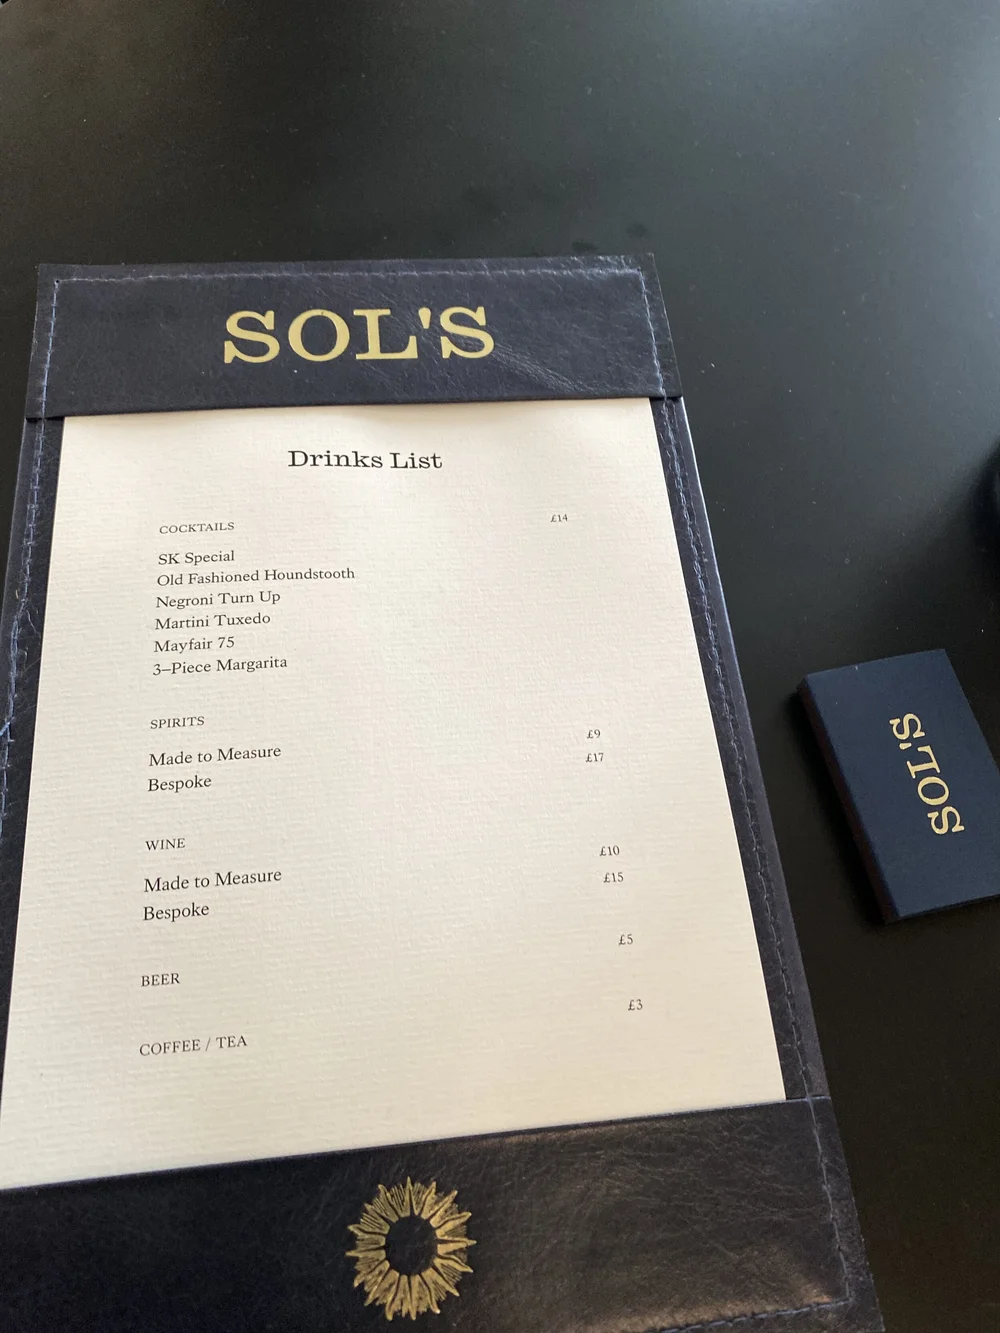 SOL'S
Drinks List
COCKTAILS £14
SK Special
Old Fashioned Houndstooth
Negroni Turn Up
Martini Tuxedo
Mayfair 75
3–Piece Margarita
SPIRITS
Made to Measure £9
Bespoke £17
WINE
Made to Measure £10
Bespoke £15
BEER £5
COFFEE / TEA £3
SOL'S